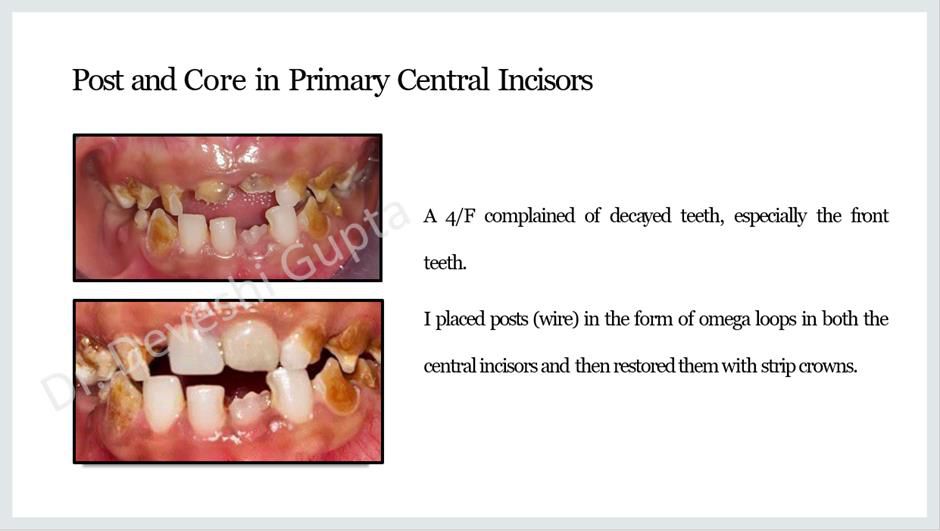 Post and Core in Primary Central Incisors
A 4/F complained of decayed teeth, especially the front
teeth.
I placed posts (wire) in the form of omega loops in both the
central incisors and then restored them with strip crowns.
Dr. Deveshi Gupta